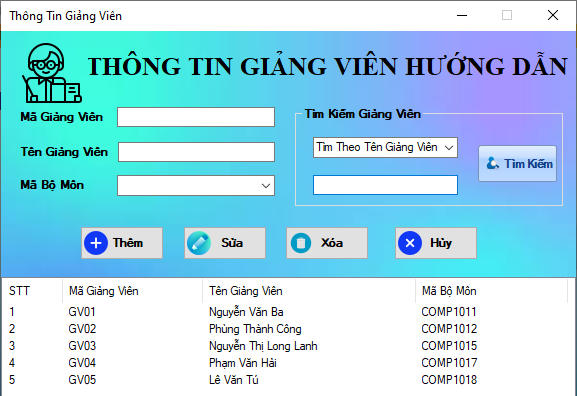 Thông Tin Giảng Viên
THÔNG TIN GIẢNG VIÊN HƯỚNG DẪN
Mã Giảng Viên
Tên Giảng Viên
Mã Bộ Môn
Tìm Kiếm Giảng Viên
Tìm Theo Tên Giảng Viên
Tìm Kiếm
Thêm Sửa Xóa Hủy
STT Mã Giảng Viên Tên Giảng Viên Mã Bộ Môn
1 GV01 Nguyễn Văn Ba COMP1011
2 GV02 Phùng Thành Công COMP1012
3 GV03 Nguyễn Thị Long Lanh COMP1015
4 GV04 Phạm Văn Hải COMP1017
5 GV05 Lê Văn Tú COMP1018